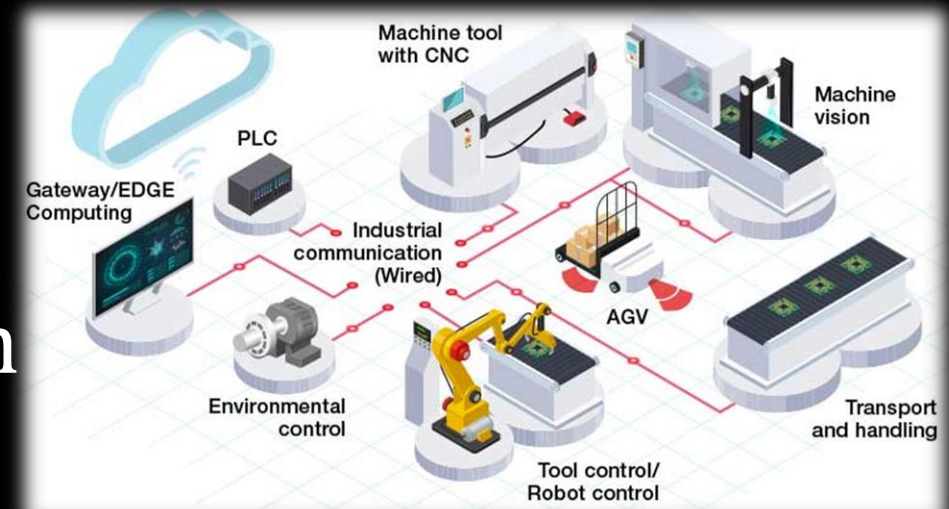 Machine tool
with CNC
Machine
vision
PLC
Gateway/EDGE
Computing
Industrial
communication
(Wired)
AGV
Environmental
control
Transport
and handling
Tool control/
Robot control